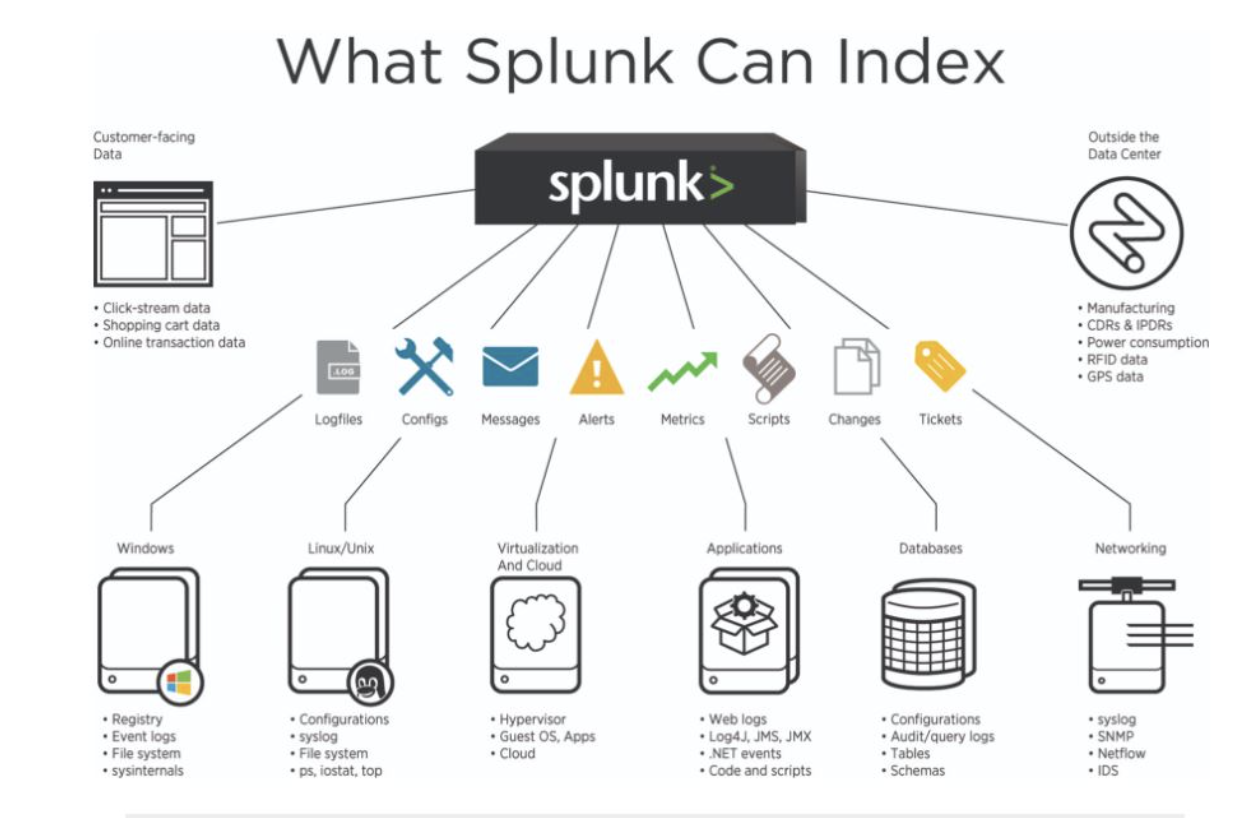 What Splunk Can Index
Customer-facing
Data
splunk>
Outside the
Data Center
• Click-stream data
• Shopping cart data
• Online transaction data
• Manufacturing
• CDRs & IPDRs
• Power consumption
• RFID data
• GPS data
.LOG
Logfiles
Configs
Messages
Alerts
Metrics
Scripts
Changes
Tickets
Windows
• Registry
• Event logs
• File system
• sysinternals
Linux/Unix
• Configurations
• syslog
• File system
• ps, iostat, top
Virtualization
And Cloud
• Hypervisor
• Guest OS, Apps
• Cloud
Applications
• Web logs
• Log4J, JMS, JMX
• .NET events
• Code and scripts
Databases
• Configurations
• Audit/query logs
• Tables
• Schemas
Networking
• syslog
• SNMP
• Netflow
• IDS